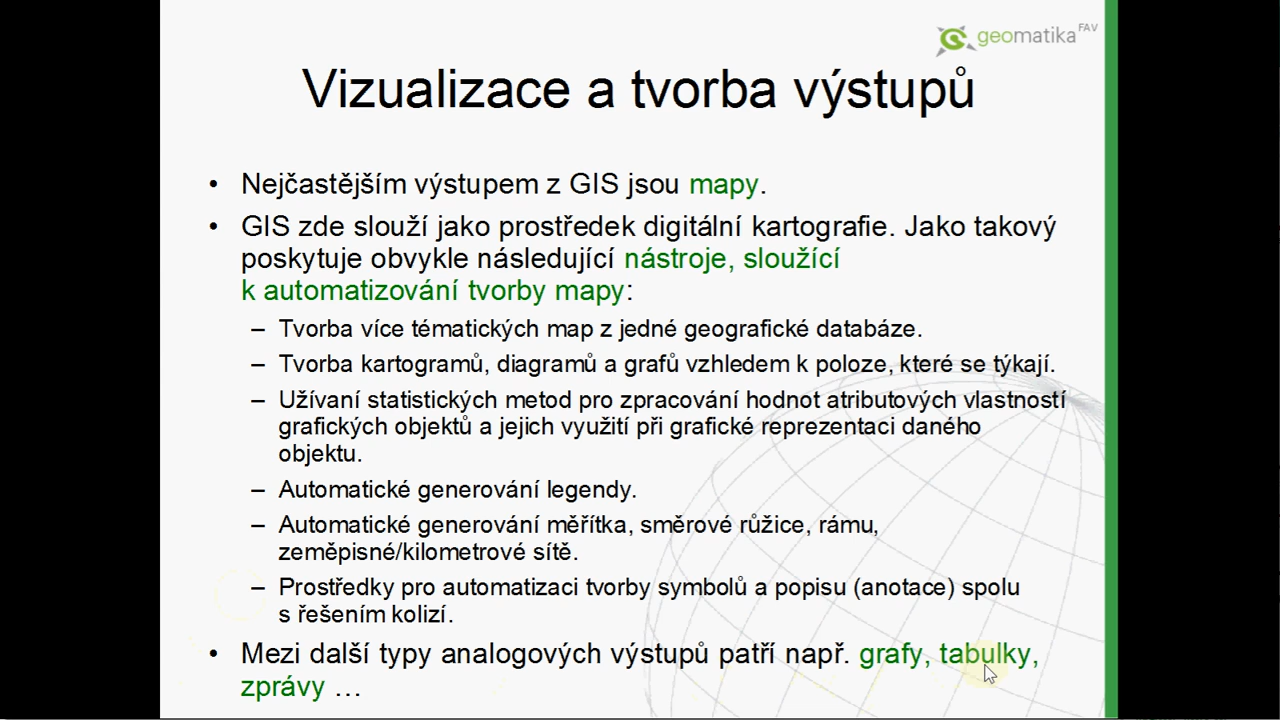 geomatika FAV
Vizualizace a tvorba výstupů
• Nejčastějším výstupem z GIS jsou mapy.
• GIS zde slouží jako prostředek digitální kartografie. Jako takový
poskytuje obvykle následující nástroje, sloužící
k automatizování tvorby mapy:
– Tvorba více tématických map z jedné geografické databáze.
– Tvorba kartogramů, diagramů a grafů vzhledem k poloze, které se týkají.
– Užívaní statistických metod pro zpracování hodnot atributových vlastností
grafických objektů a jejich využití při grafické reprezentaci daného
objektu.
– Automatické generování legendy.
– Automatické generování měřítka, směrové růžice, rámu,
zeměpisné/kilometrové sítě.
– Prostředky pro automatizaci tvorby symbolů a popisu (anotace) spolu
s řešením kolizí.
• Mezi další typy analogových výstupů patří např. grafy, tabulky,
zprávy …